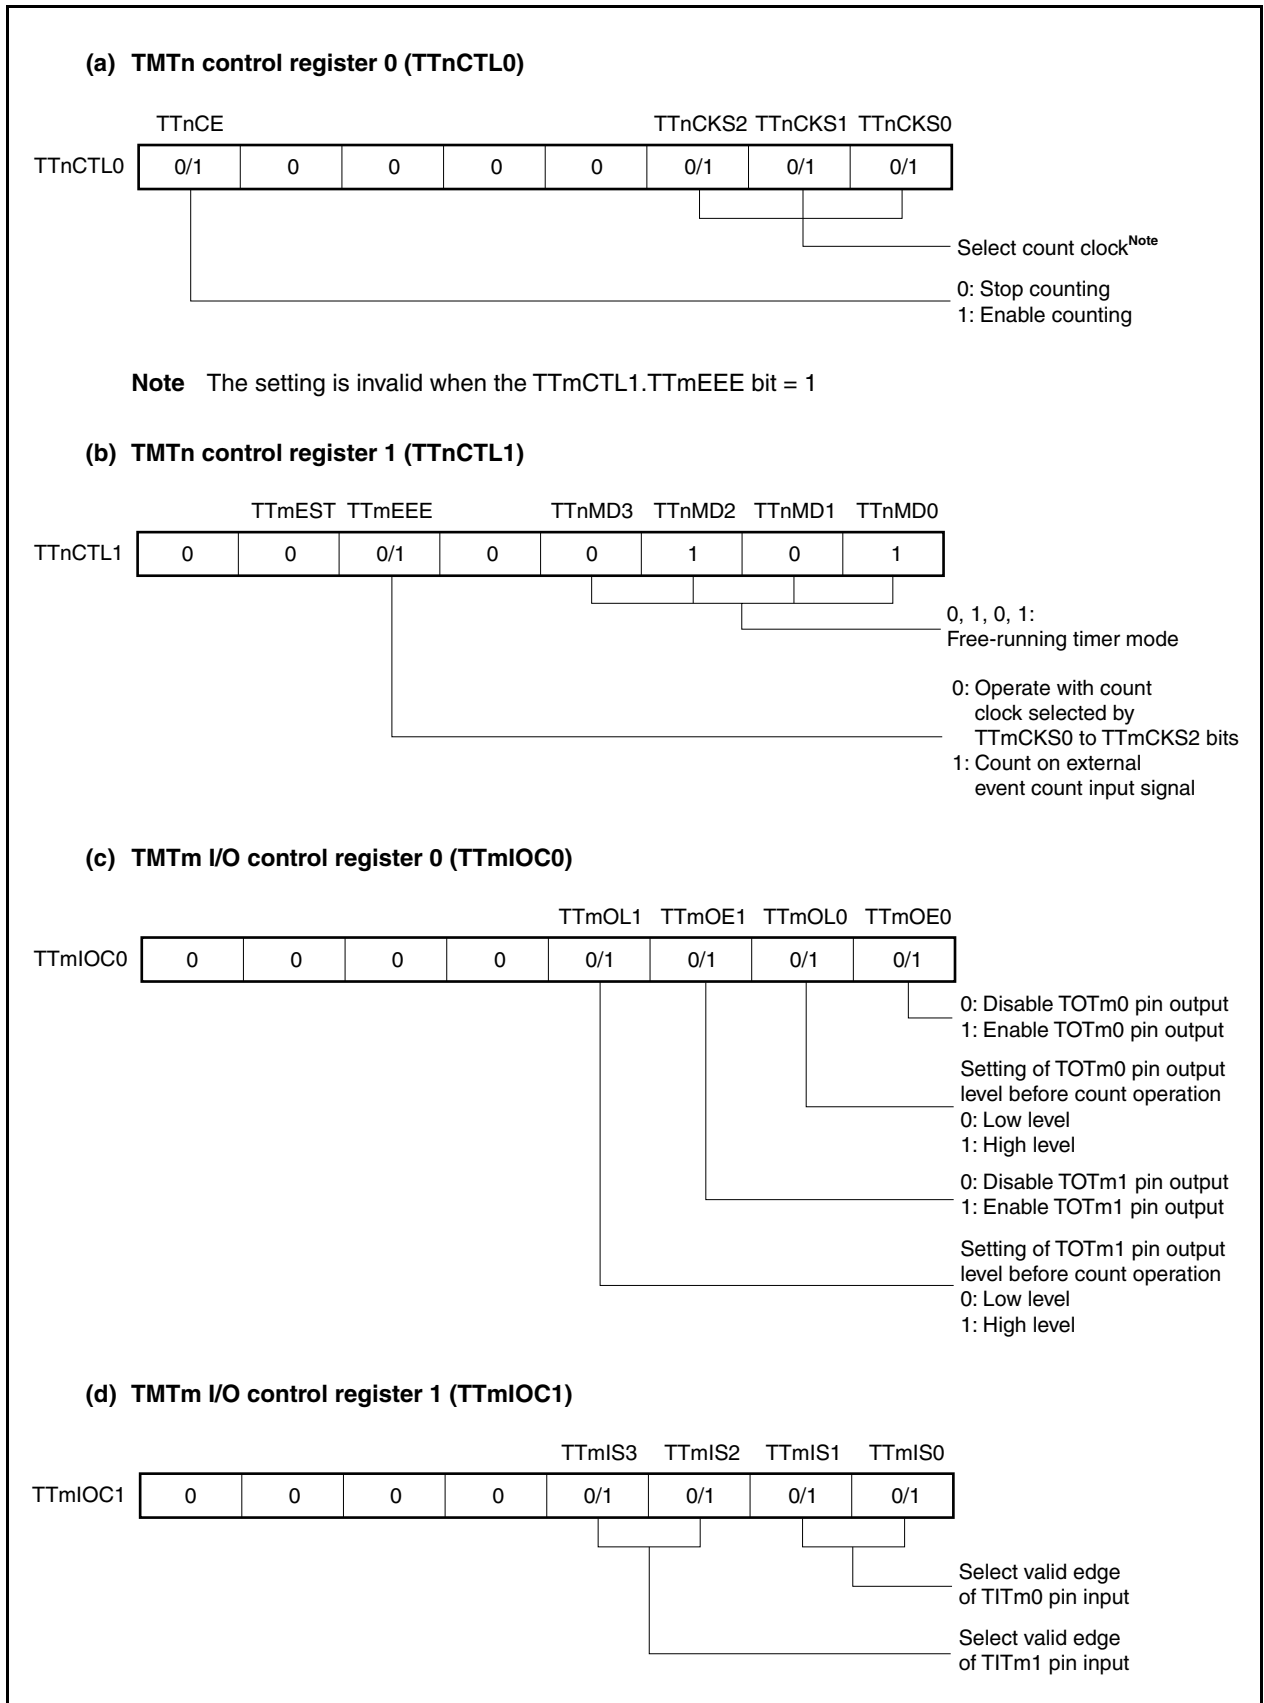 (a) TMTn control register 0 (TTnCTL0)
TTnCE TTnCKS2 TTnCKS1 TTnCKS0
TTnCTL0 0/1 0 0 0 0 0/1 0/1 0/1
Select count clockNote
0: Stop counting
1: Enable counting
Note The setting is invalid when the TTmCTL1.TTmEEE bit = 1
(b) TMTn control register 1 (TTnCTL1)
TTmEST TTmEEE TTnMD3 TTnMD2 TTnMD1 TTnMD0
TTnCTL1 0 0 0/1 0 0 1 0 1
0, 1, 0, 1:
Free-running timer mode
0: Operate with count
clock selected by
TTmCKS0 to TTmCKS2 bits
1: Count on external
event count input signal
(c) TMTm I/O control register 0 (TTmIOC0)
TTmOL1 TTmOE1 TTmOL0 TTmOE0
TTmIOC0 0 0 0 0 0/1 0/1 0/1 0/1
0: Disable TOTm0 pin output
1: Enable TOTm0 pin output
Setting of TOTm0 pin output
level before count operation
0: Low level
1: High level
0: Disable TOTm1 pin output
1: Enable TOTm1 pin output
Setting of TOTm1 pin output
level before count operation
0: Low level
1: High level
(d) TMTm I/O control register 1 (TTmIOC1)
TTmIS3 TTmIS2 TTmIS1 TTmIS0
TTmIOC1 0 0 0 0 0/1 0/1 0/1 0/1
Select valid edge
of TITm0 pin input
Select valid edge
of TITm1 pin input